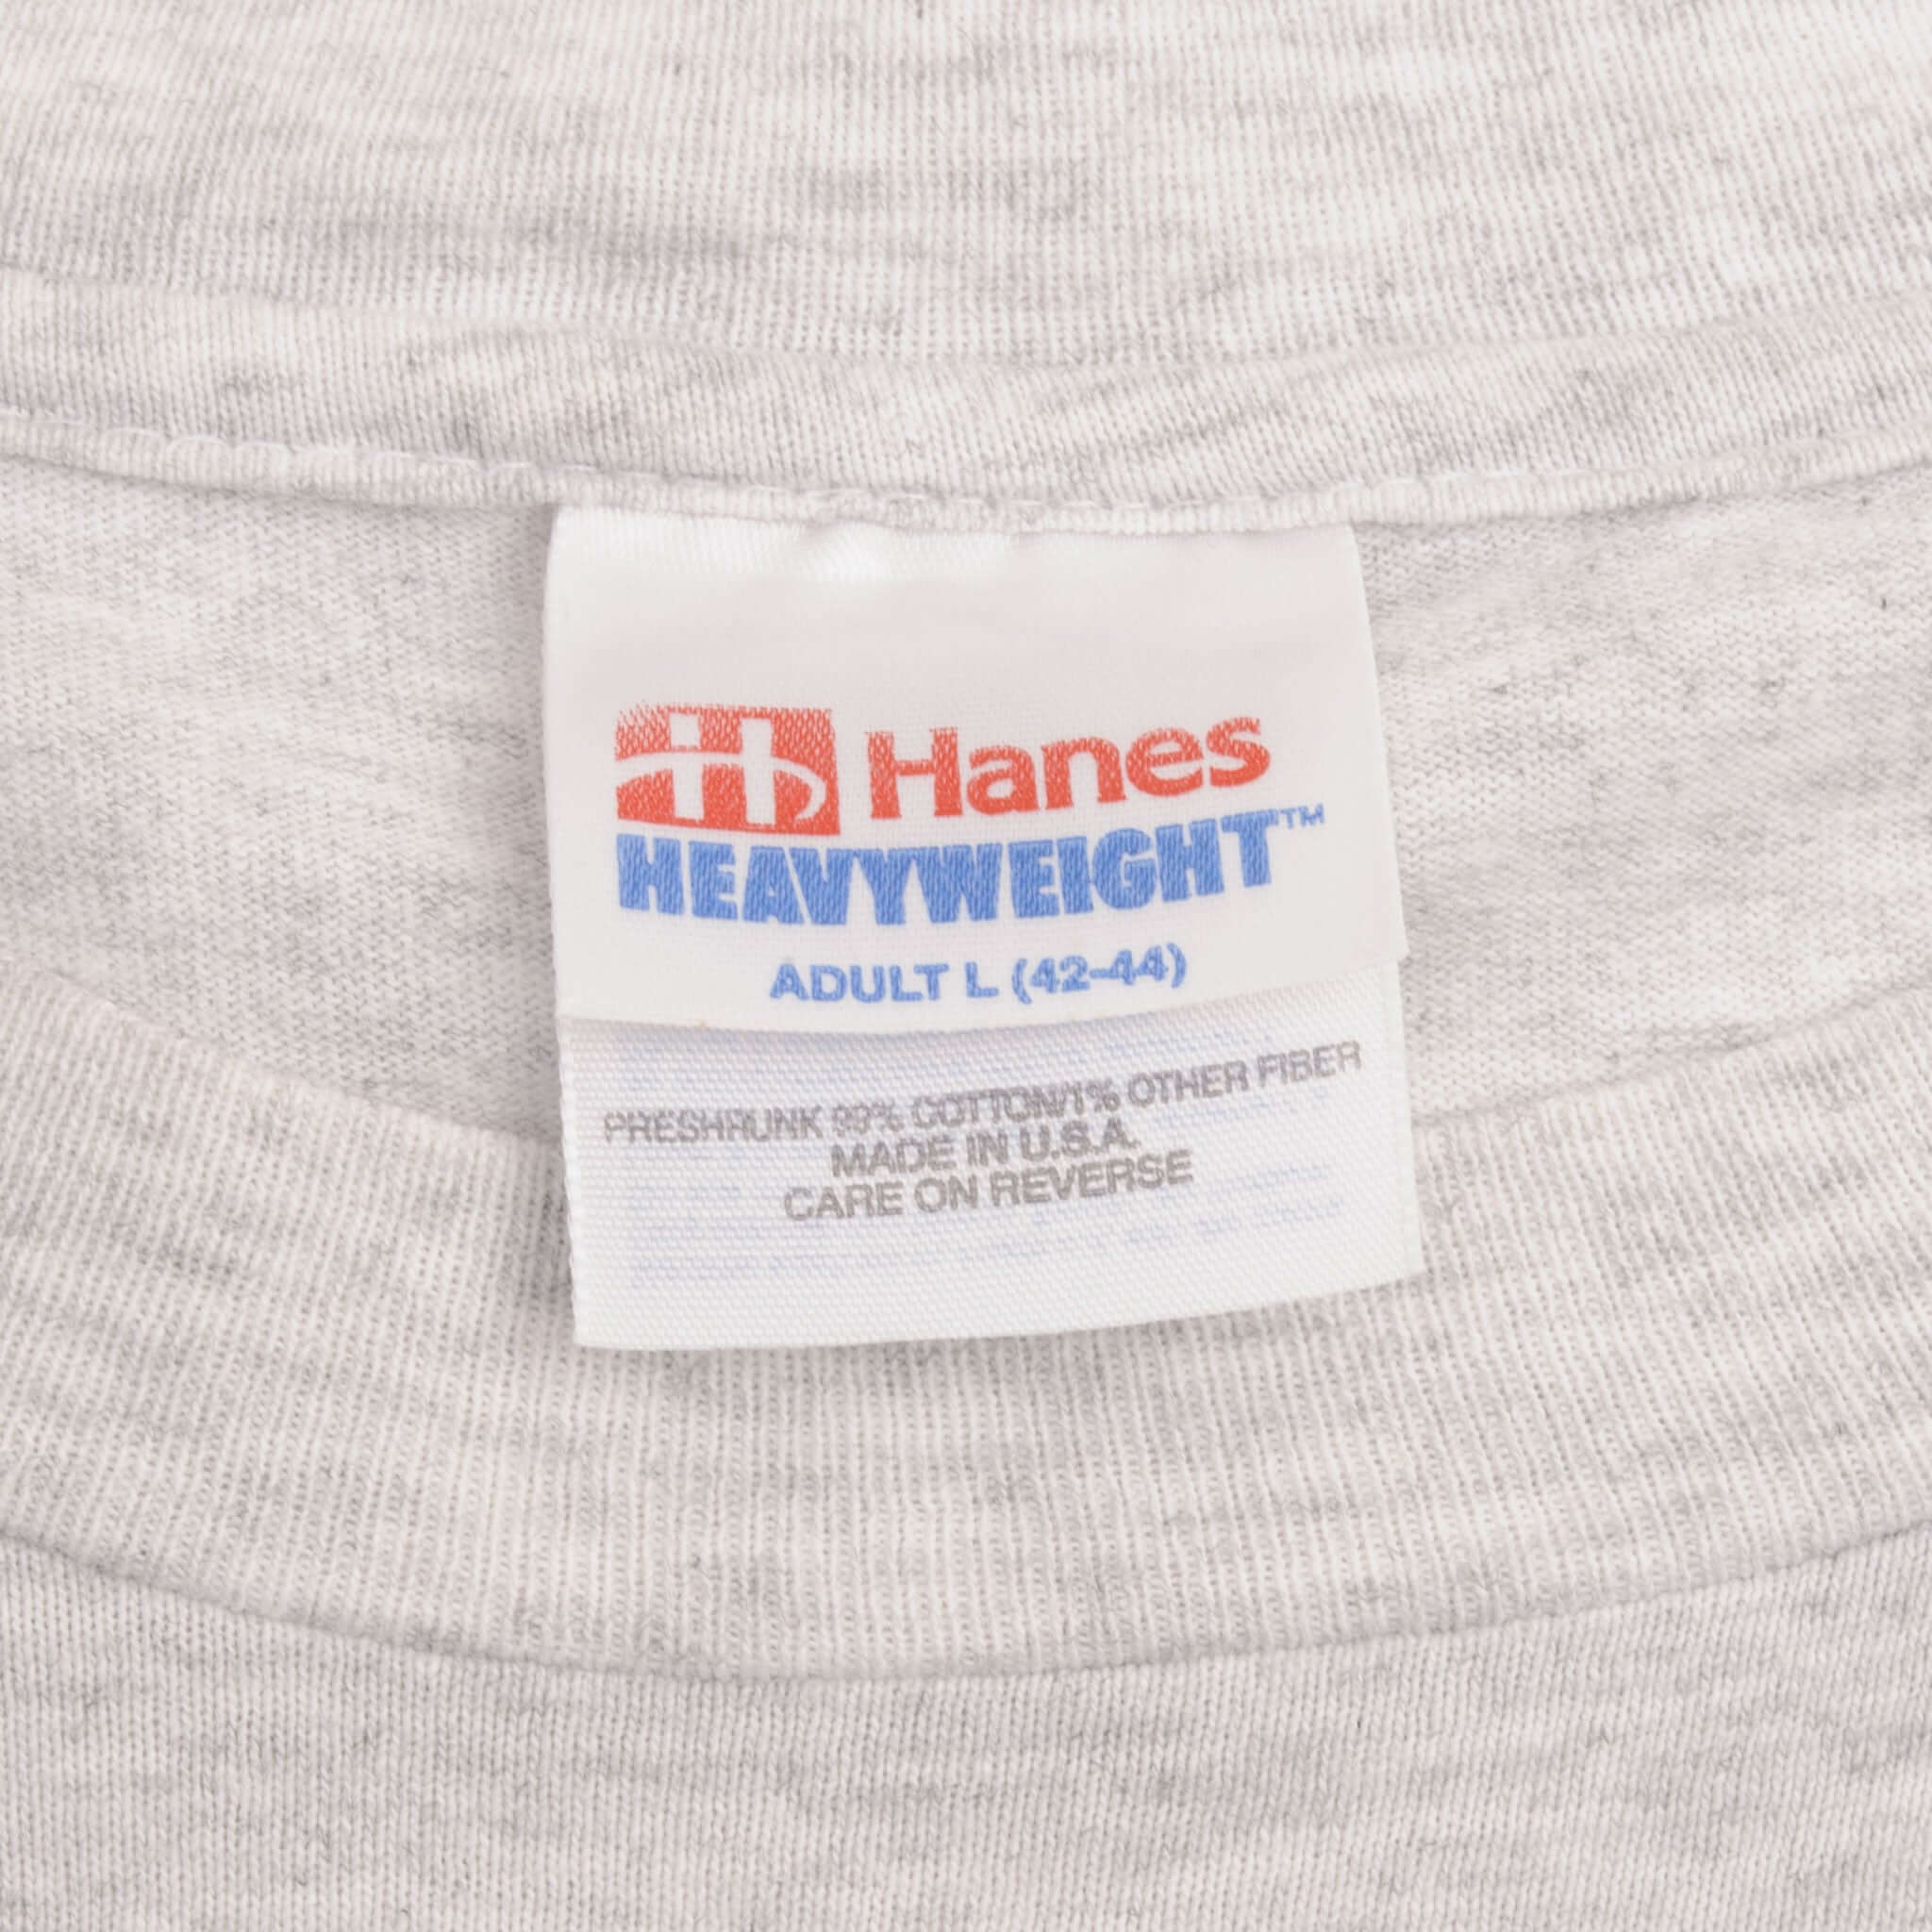 H Hanes
HEAVYWEIGHT™
ADULT L (42-44)
PRESHRUNK 99% COTTON/1% OTHER FIBER
MADE IN U.S.A.
CARE ON REVERSE